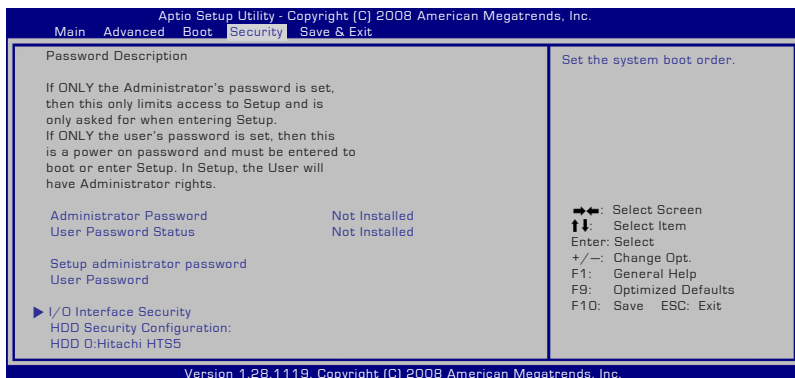 Aptio Setup Utility - Copyright (C) 2008 American Megatrends, Inc.
Main Advanced Boot Security Save & Exit
Password Description
If ONLY the Administrator's password is set,
then this only limits access to Setup and is
only asked for when entering Setup.
If ONLY the user's password is set, then this
is a power on password and must be entered to
boot or enter Setup. In Setup, the User will
have Administrator rights.
Administrator Password Not Installed
User Password Status Not Installed
Setup administrator password
User Password
I/O Interface Security
HDD Security Configuration:
HDD 0:Hitachi HTS5
Set the system boot order.
→←: Select Screen
↑↓: Select Item
Enter: Select
+/—: Change Opt.
F1: General Help
F9: Optimized Defaults
F10: Save ESC: Exit
Version 1.28.1119. Copyright (C) 2008 American Megatrends, Inc.